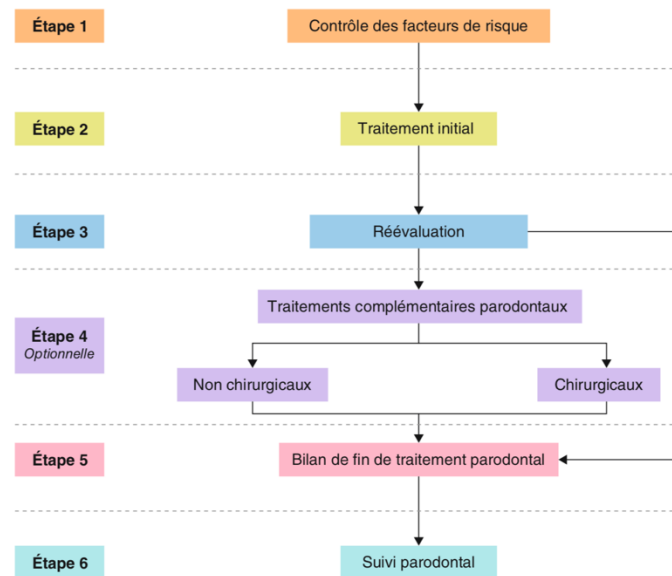 Étape 1
Contrôle des facteurs de risque
Étape 2
Traitement initial
Étape 3
Réévaluation
Traitements complémentaires parodontaux
Étape 4
Optionnelle
Non chirurgicaux
Chirurgicaux
Étape 5
Bilan de fin de traitement parodontal
Étape 6
Suivi parodontal